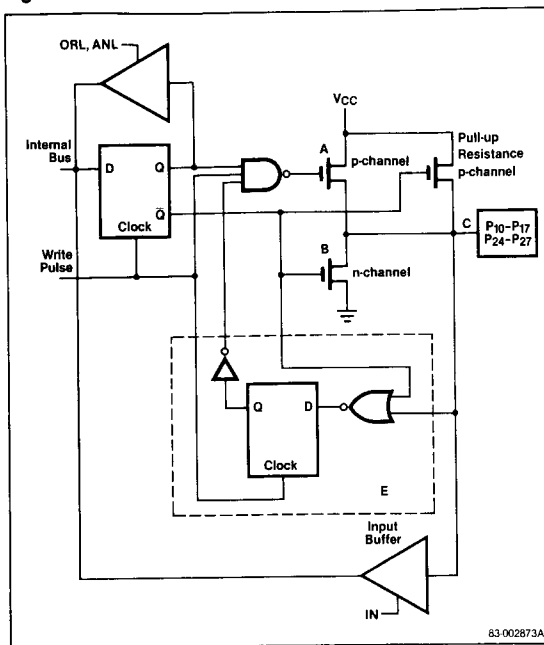 ORL, ANL
VCC
Internal
Bus
D
Q
Q̅
Clock
Write
Pulse
A
p-channel
Pull-up
Resistance
p-channel
C
P10–P17
P24–P27
B
n-channel
Q
D
Clock
E
Input
Buffer
IN
83-002873A